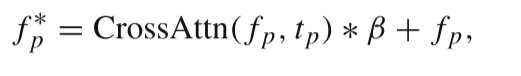 f_p^* = CrossAttn(f_p, t_p) * β + f_p,